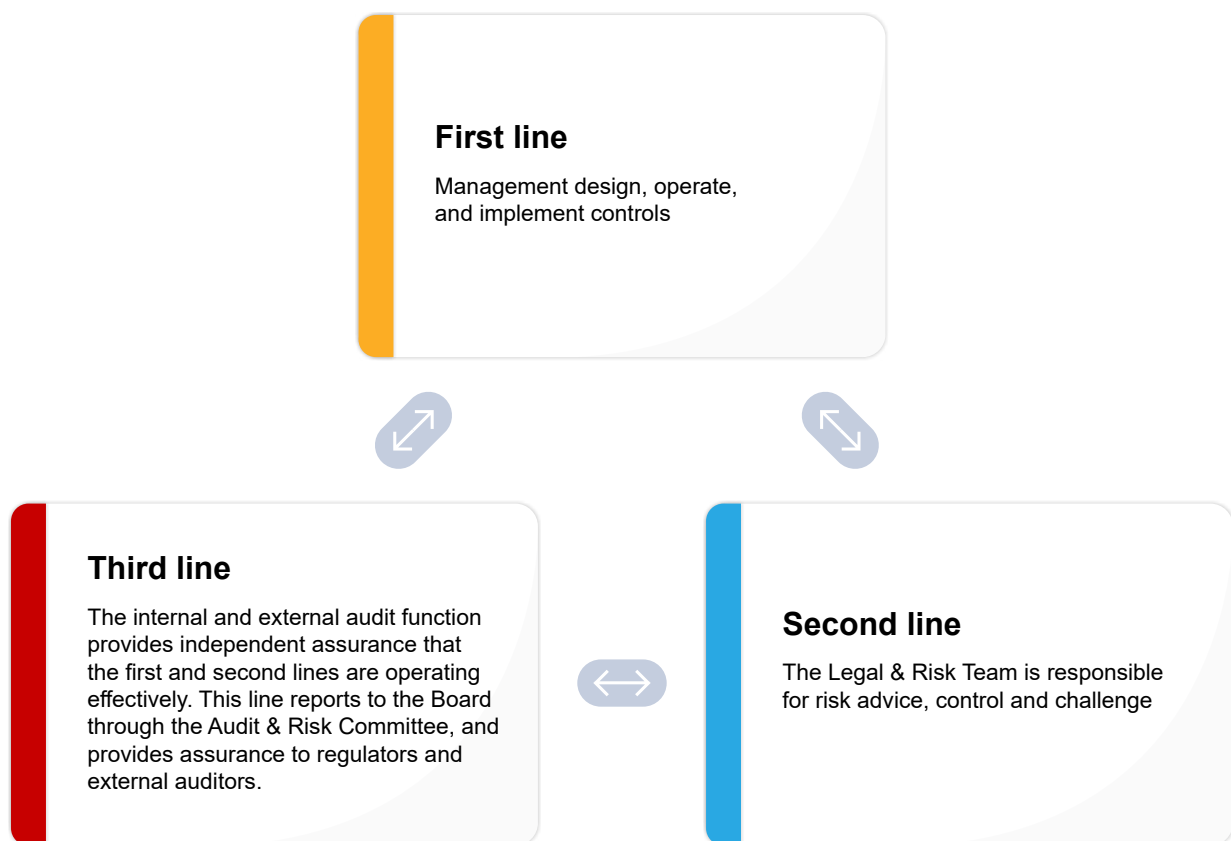 First line
Management design, operate,
and implement controls
Third line
The internal and external audit function
provides independent assurance that
the first and second lines are operating
effectively. This line reports to the Board
through the Audit & Risk Committee, and
provides assurance to regulators and
external auditors.
Second line
The Legal & Risk Team is responsible
for risk advice, control and challenge